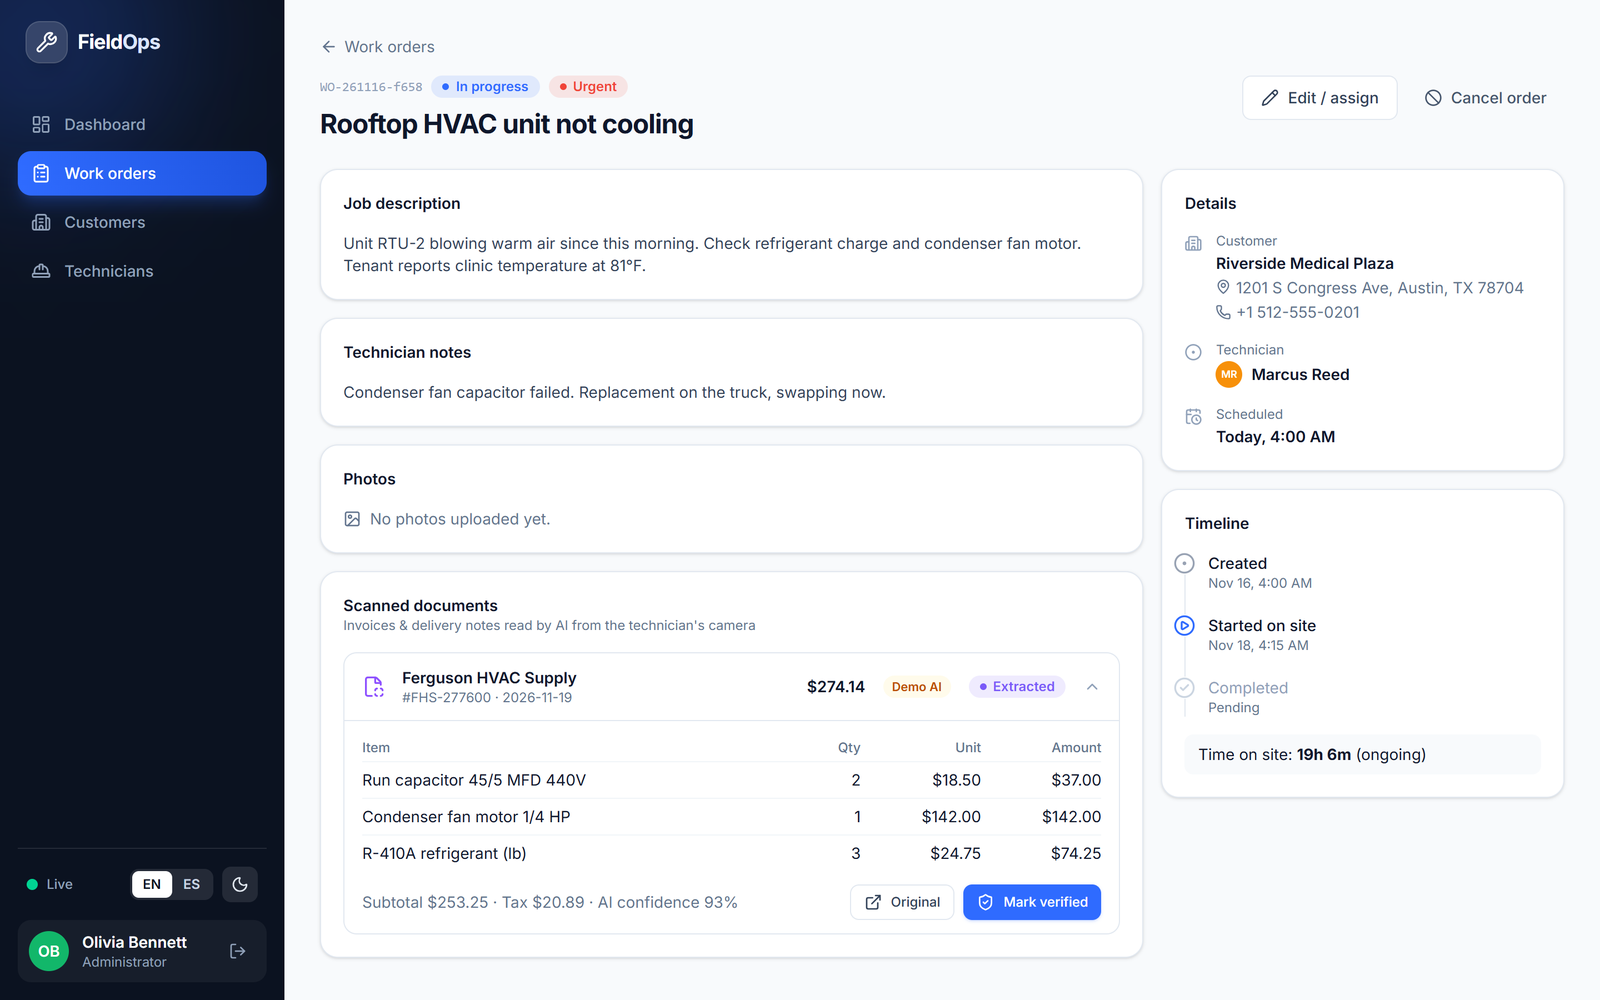 FieldOps
Dashboard
Work orders
Customers
Technicians
Live
EN
ES
OB
Olivia Bennett
Administrator
Work orders
WO-261116-f658
In progress
Urgent
Rooftop HVAC unit not cooling
Edit / assign
Cancel order
Job description
Unit RTU-2 blowing warm air since this morning. Check refrigerant charge and condenser fan motor.
Tenant reports clinic temperature at 81°F.
Technician notes
Condenser fan capacitor failed. Replacement on the truck, swapping now.
Photos
No photos uploaded yet.
Scanned documents
Invoices & delivery notes read by AI from the technician's camera
Ferguson HVAC Supply
#FHS-277600 · 2026-11-19
$274.14
Demo AI
Extracted
Item Qty Unit Amount
Run capacitor 45/5 MFD 440V 2 $18.50 $37.00
Condenser fan motor 1/4 HP 1 $142.00 $142.00
R-410A refrigerant (lb) 3 $24.75 $74.25
Subtotal $253.25 · Tax $20.89 · AI confidence 93%
Original
Mark verified
Details
Customer
Riverside Medical Plaza
1201 S Congress Ave, Austin, TX 78704
+1 512-555-0201
Technician
MR
Marcus Reed
Scheduled
Today, 4:00 AM
Timeline
Created
Nov 16, 4:00 AM
Started on site
Nov 18, 4:15 AM
Completed
Pending
Time on site: 19h 6m (ongoing)